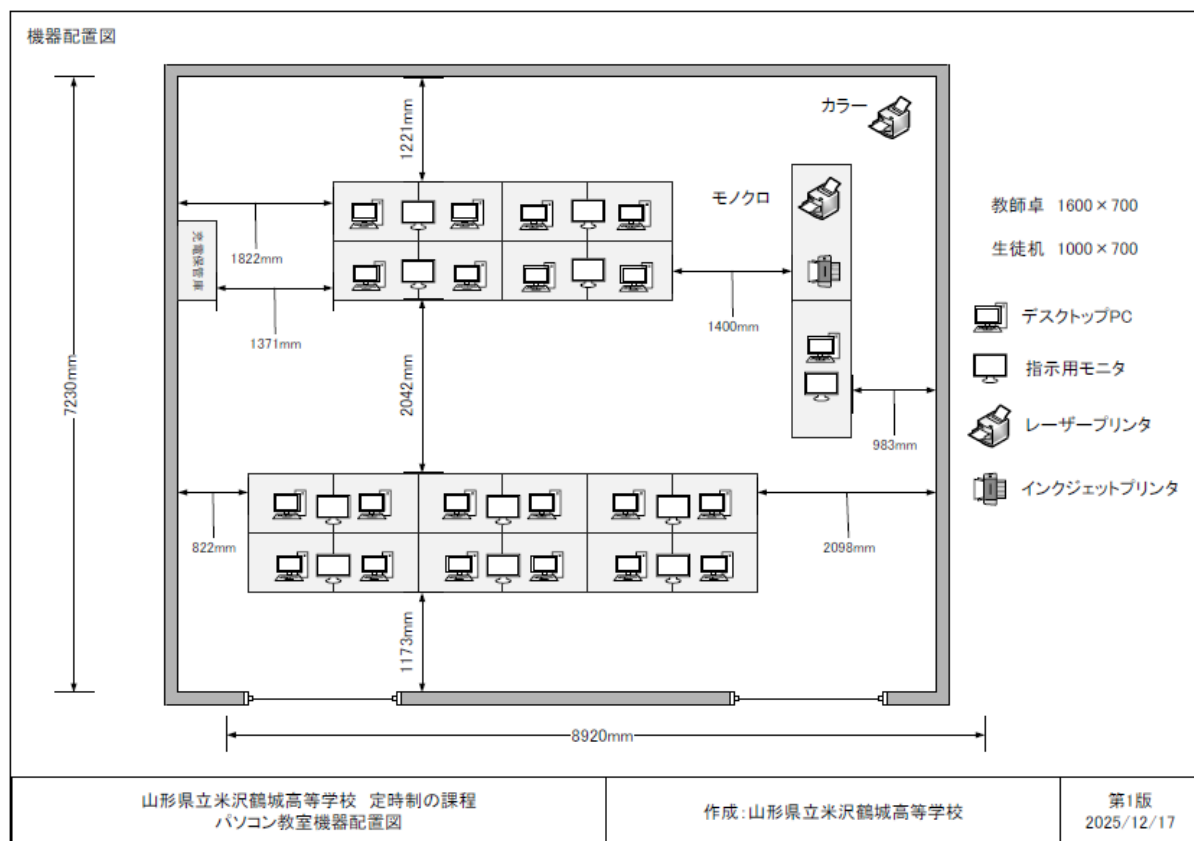 機器配置図
カラー
1221mm
モノクロ
教師卓 1600×700
生徒机 1000×700
充電保管庫
1822mm
1371mm
1400mm
デスクトップPC
指示用モニタ
7230mm
2042mm
983mm
レーザープリンタ
インクジェットプリンタ
822mm
2098mm
1173mm
8920mm
山形県立米沢鶴城高等学校 定時制の課程
パソコン教室機器配置図
作成:山形県立米沢鶴城高等学校
第1版
2025/12/17